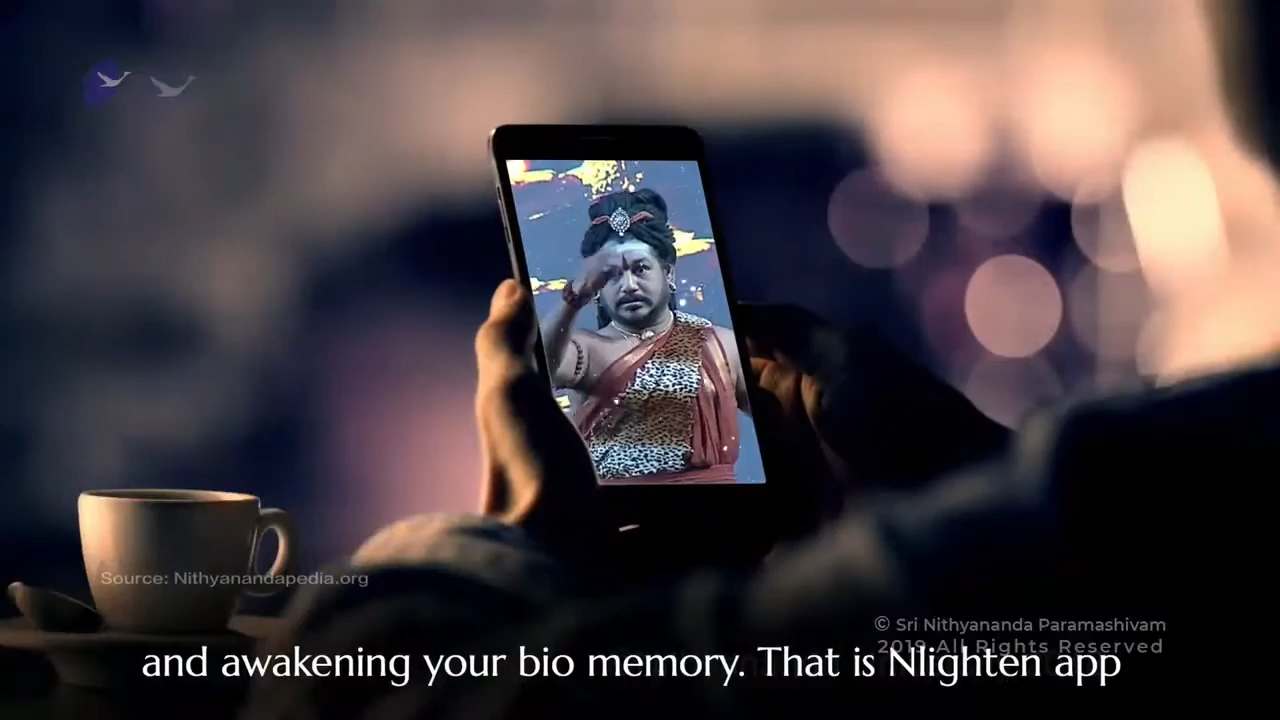 Source: Nithyanandapedia.org
© Sri Nithyananda Paramashivam
2019 All Rights Reserved
and awakening your bio memory. That is Nlighten app